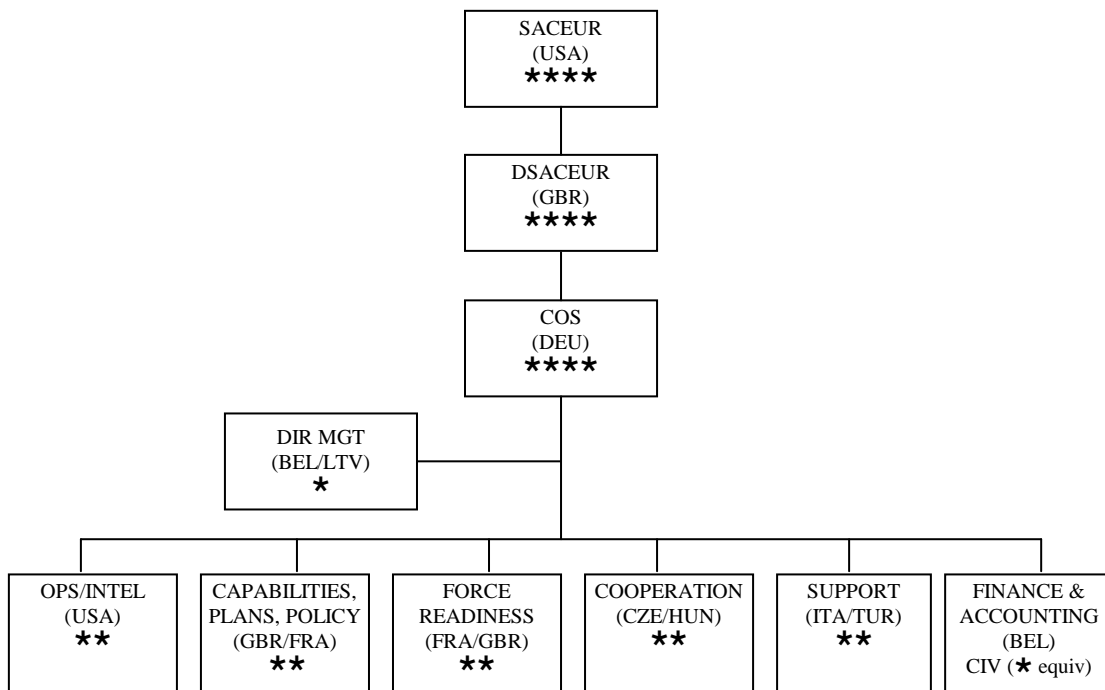 SACEUR
(USA)
****
DSACEUR
(GBR)
****
COS
(DEU)
****
DIR MGT
(BEL/LTV)
*
OPS/INTEL
(USA)
**
CAPABILITIES,
PLANS, POLICY
(GBR/FRA)
**
FORCE
READINESS
(FRA/GBR)
**
COOPERATION
(CZE/HUN)
**
SUPPORT
(ITA/TUR)
**
FINANCE &
ACCOUNTING
(BEL)
CIV (* equiv)